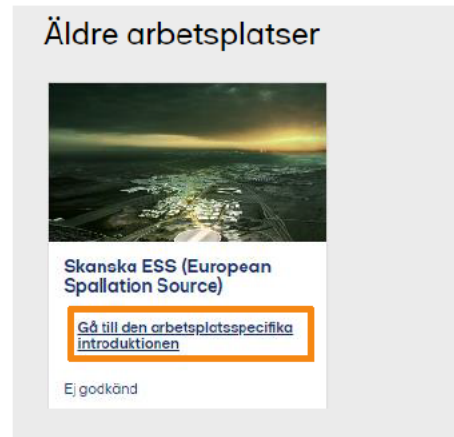 Äldre arbetsplatser
Skanska ESS (European
Spallation Source)
Gå till den arbetsplatsspecifika
introduktionen
Ej godkänd